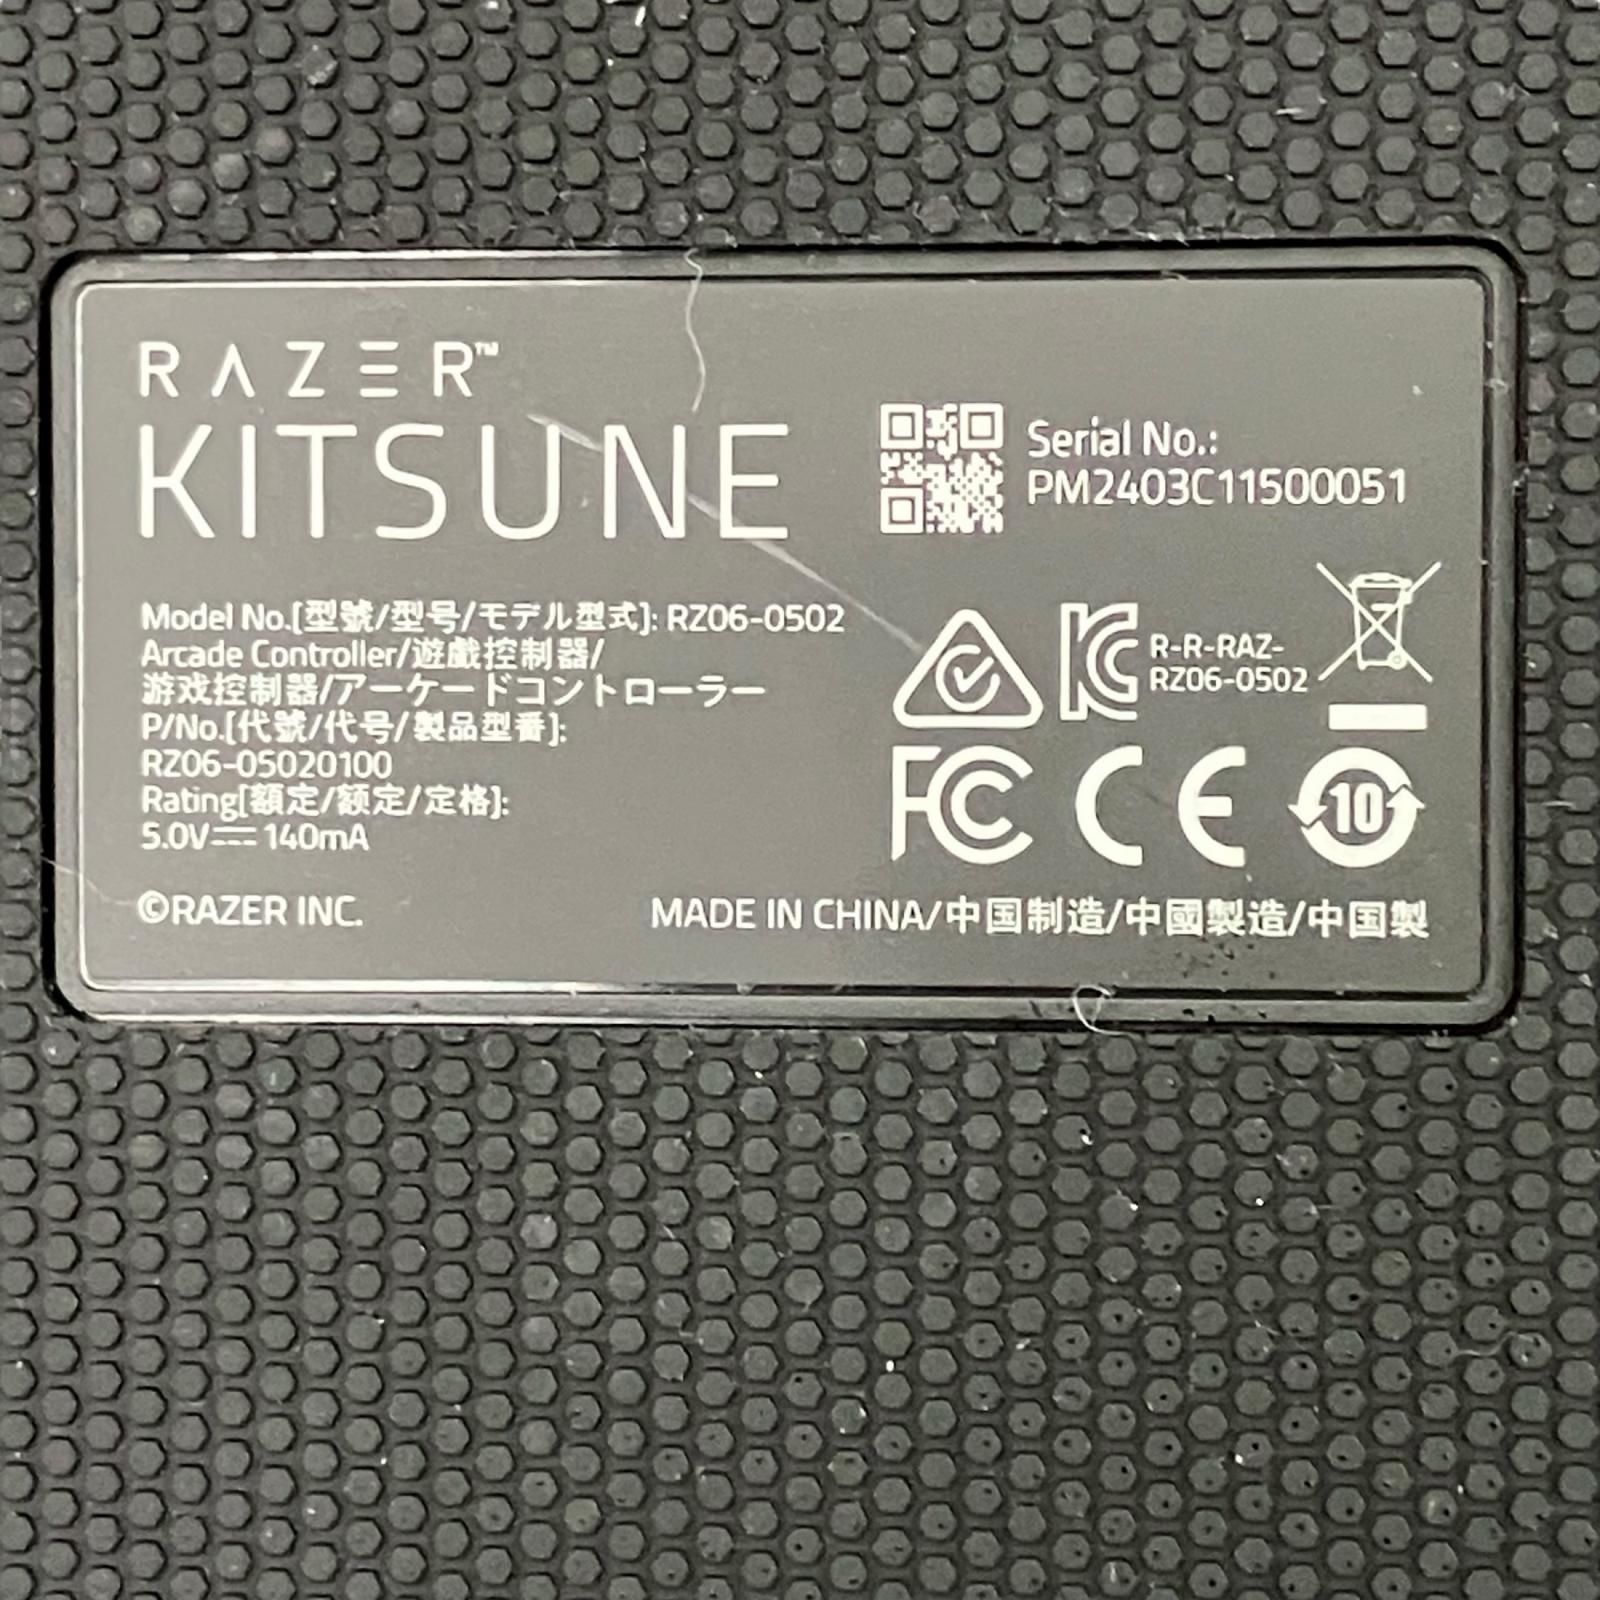 RAZER™
KITSUNE
Serial No.:
PM2403C11500051
Model No.[型號/型号/モデル型式]: RZ06-0502
Arcade Controller/遊戲控制器/
游戏控制器/アーケードコントローラー
P/No.[代號/代号/製品型番]:
RZ06-05020100
Rating[額定/额定/定格]:
5.0V⎓140mA
R-R-RAZ-
RZ06-0502
FC CE 10
©RAZER INC.
MADE IN CHINA/中国制造/中國製造/中国製